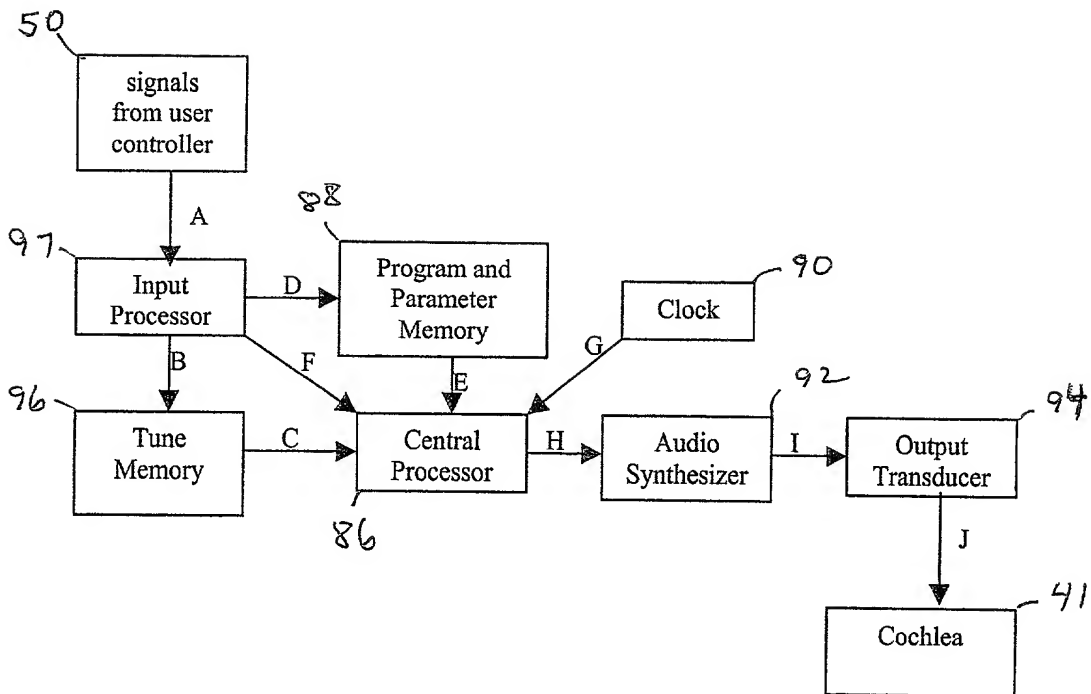 50
signals
from user
controller
A
97
Input
Processor
D
88
Program and
Parameter
Memory
90
Clock
B
F
E
G
96
Tune
Memory
C
Central
Processor
86
H
92
Audio
Synthesizer
I
94
Output
Transducer
J
41
Cochlea